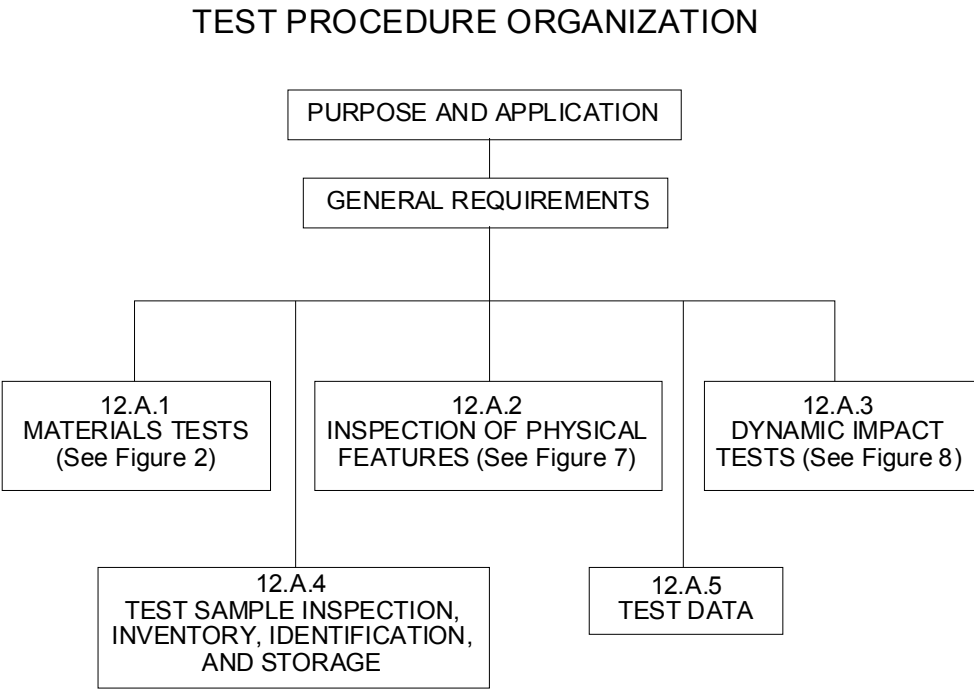 TEST PROCEDURE ORGANIZATION
PURPOSE AND APPLICATION
GENERAL REQUIREMENTS
12.A.1
MATERIALS TESTS
(See Figure 2)
12.A.2
INSPECTION OF PHYSICAL
FEATURES (See Figure 7)
12.A.3
DYNAMIC IMPACT
TESTS (See Figure 8)
12.A.4
TEST SAMPLE INSPECTION,
INVENTORY, IDENTIFICATION,
AND STORAGE
12.A.5
TEST DATA